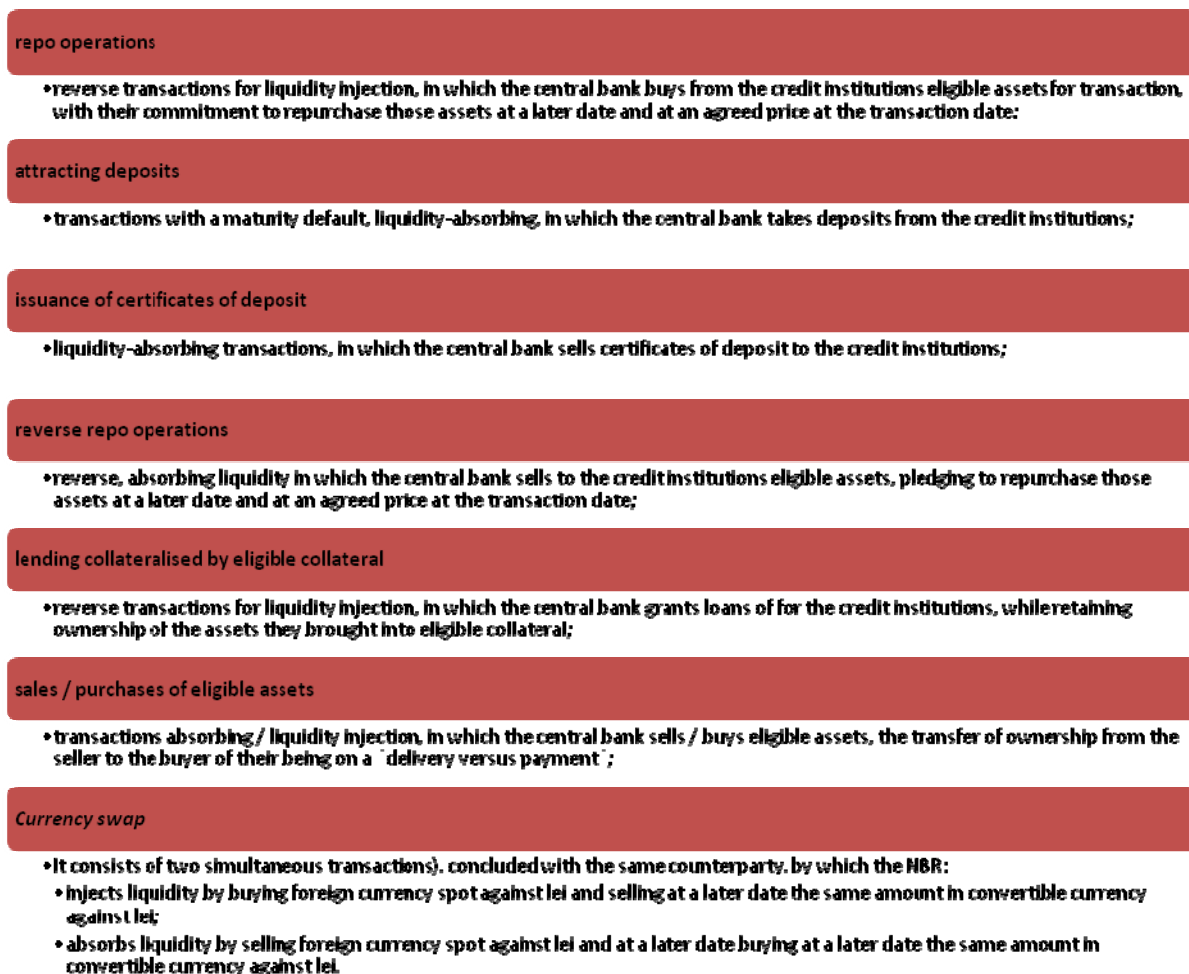 repo operations
•reverse transactions for liquidity injection, in which the central bank buys from the credit institutions eligible assets for transaction,
with their commitment to repurchase those assets at a later date and at an agreed price at the transaction date;
attracting deposits
•transactions with a maturity default, liquidity-absorbing, in which the central bank takes deposits from the credit institutions;
issuance of certificates of deposit
•liquidity-absorbing transactions, in which the central bank sells certificates of deposit to the credit institutions;
reverse repo operations
•reverse, absorbing liquidity in which the central bank sells to the credit institutions eligible assets, pledging to repurchase those
assets at a later date and at an agreed price at the transaction date;
lending collateralised by eligible collateral
•reverse transactions for liquidity injection, in which the central bank grants loans of for the credit institutions, while retaining
ownership of the assets they brought into eligible collateral;
sales / purchases of eligible assets
•transactions absorbing / liquidity injection, in which the central bank sells / buys eligible assets, the transfer of ownership from the
seller to the buyer of their being on a ¨delivery versus payment¨;
Currency swap
•It consists of two simultaneous transactions). concluded with the same counterparty, by which the NBR:
•injects liquidity by buying foreign currency spot against lei and selling at a later date the same amount in convertible currency
against lei;
•absorbs liquidity by selling foreign currency spot against lei and at a later date buying at a later date the same amount in
convertible currency against lei.